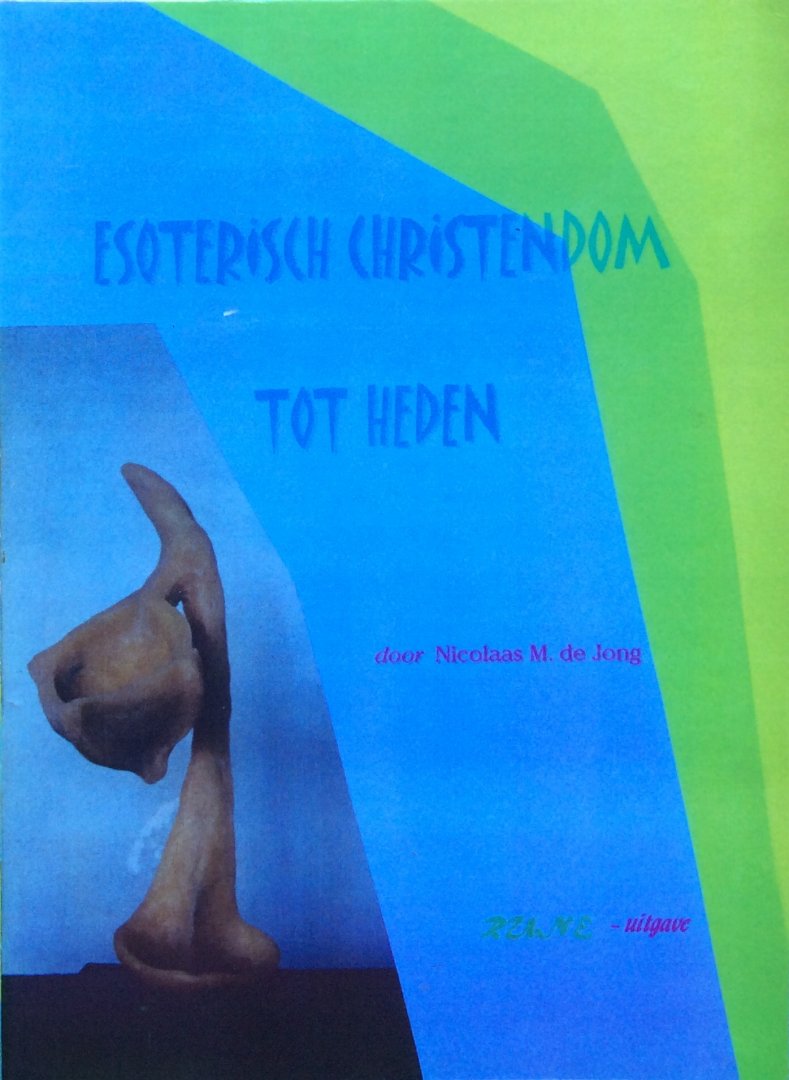 ESOTERiSCH CHRiSTENDOM
TOT HEDEN
door Nicolaas M. de Jong
– uitgave